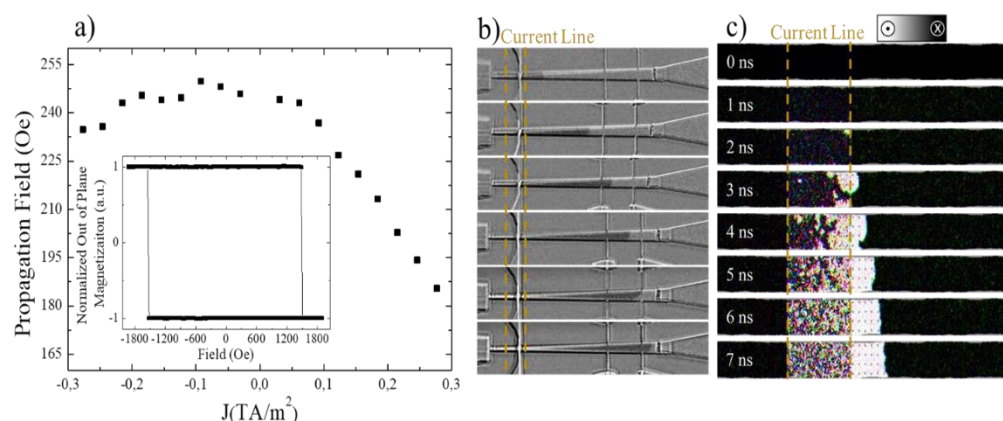 a)
Propagation Field (Oe)
255
240
225
210
195
180
165
-0,3
-0,2
-0,1
0,0
0,1
0,2
0,3
J(TA/m²)
Normalized Out of Plane
Magnetizaiton (a.u.)
1
0
-1
-1800
-1200
-600
0
600
1200
1800
Field (Oe)
b)
Current Line
c)
Current Line
0 ns
1 ns
2 ns
3 ns
4 ns
5 ns
6 ns
7 ns